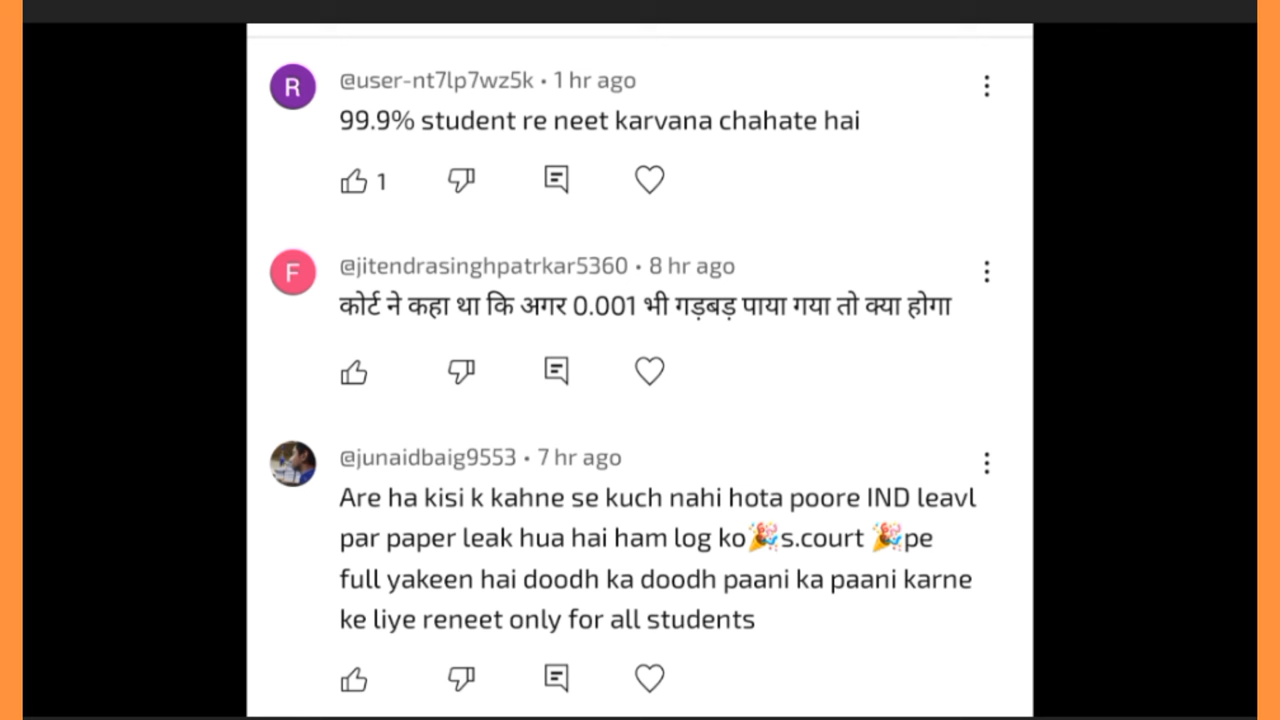 R
@user-nt7lp7wz5k • 1 hr ago
99.9% student re neet karvana chahate hai
1
F
@jitendrasinghpatrkar5360 • 8 hr ago
कोर्ट ने कहा था कि अगर 0.001 भी गड़बड़ पाया गया तो क्या होगा
@junaidbaig9553 • 7 hr ago
Are ha kisi k kahne se kuch nahi hota poore IND leavl
par paper leak hua hai ham log ko🎉s.court 🎉pe
full yakeen hai doodh ka doodh paani ka paani karne
ke liye reneet only for all students